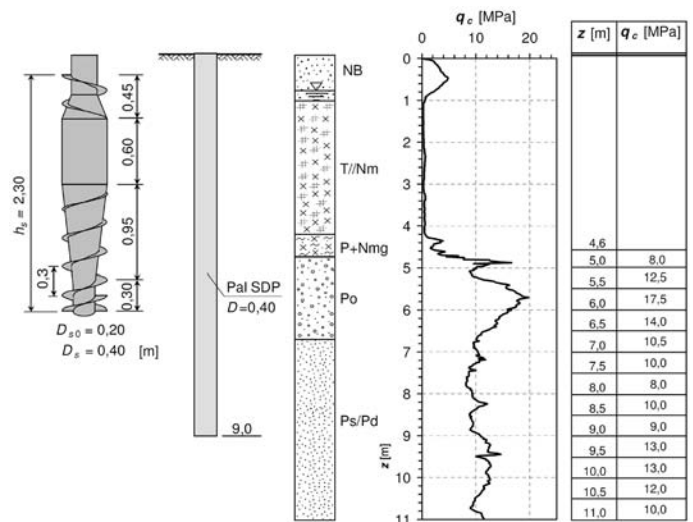 h_s = 2,30
0,45
0,60
0,95
0,30
0,3
D_s0 = 0,20
D_s = 0,40 [m]
Pal SDP
D=0,40
9,0
NB
T//Nm
P+Nmg
Po
Ps/Pd
q_c [MPa]
0 10 20
0
1
2
3
4
5
6
7
8
9
10
11
z [m]
z [m] q_c [MPa]
4,6
5,0 8,0
5,5 12,5
6,0 17,5
6,5 14,0
7,0 10,5
7,5 10,0
8,0 8,0
8,5 10,0
9,0 9,0
9,5 13,0
10,0 13,0
10,5 12,0
11,0 10,0